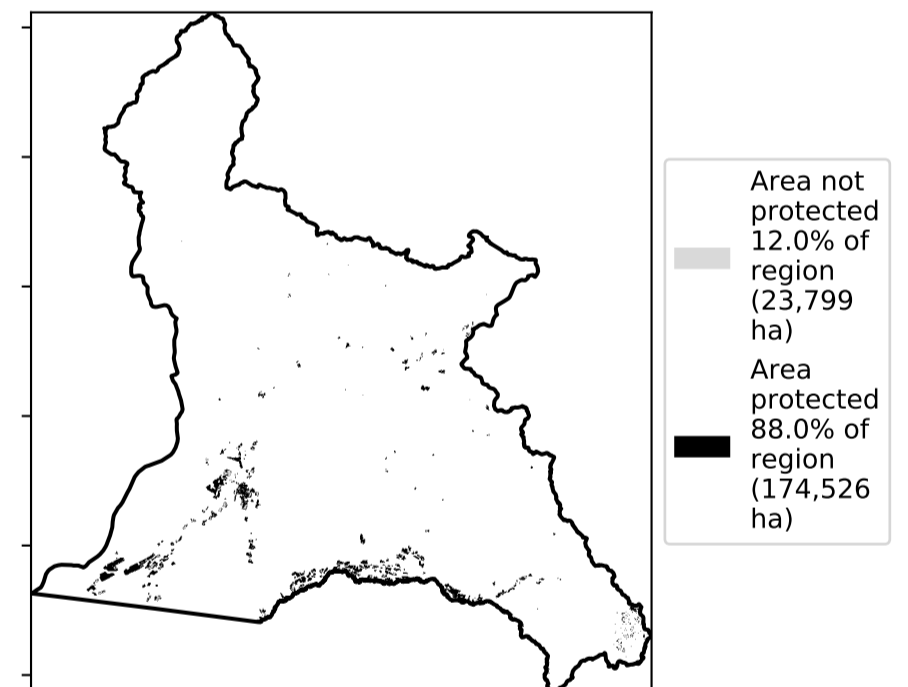 Area not
protected
12.0% of
region
(23,799
ha)
Area
protected
88.0% of
region
(174,526
ha)